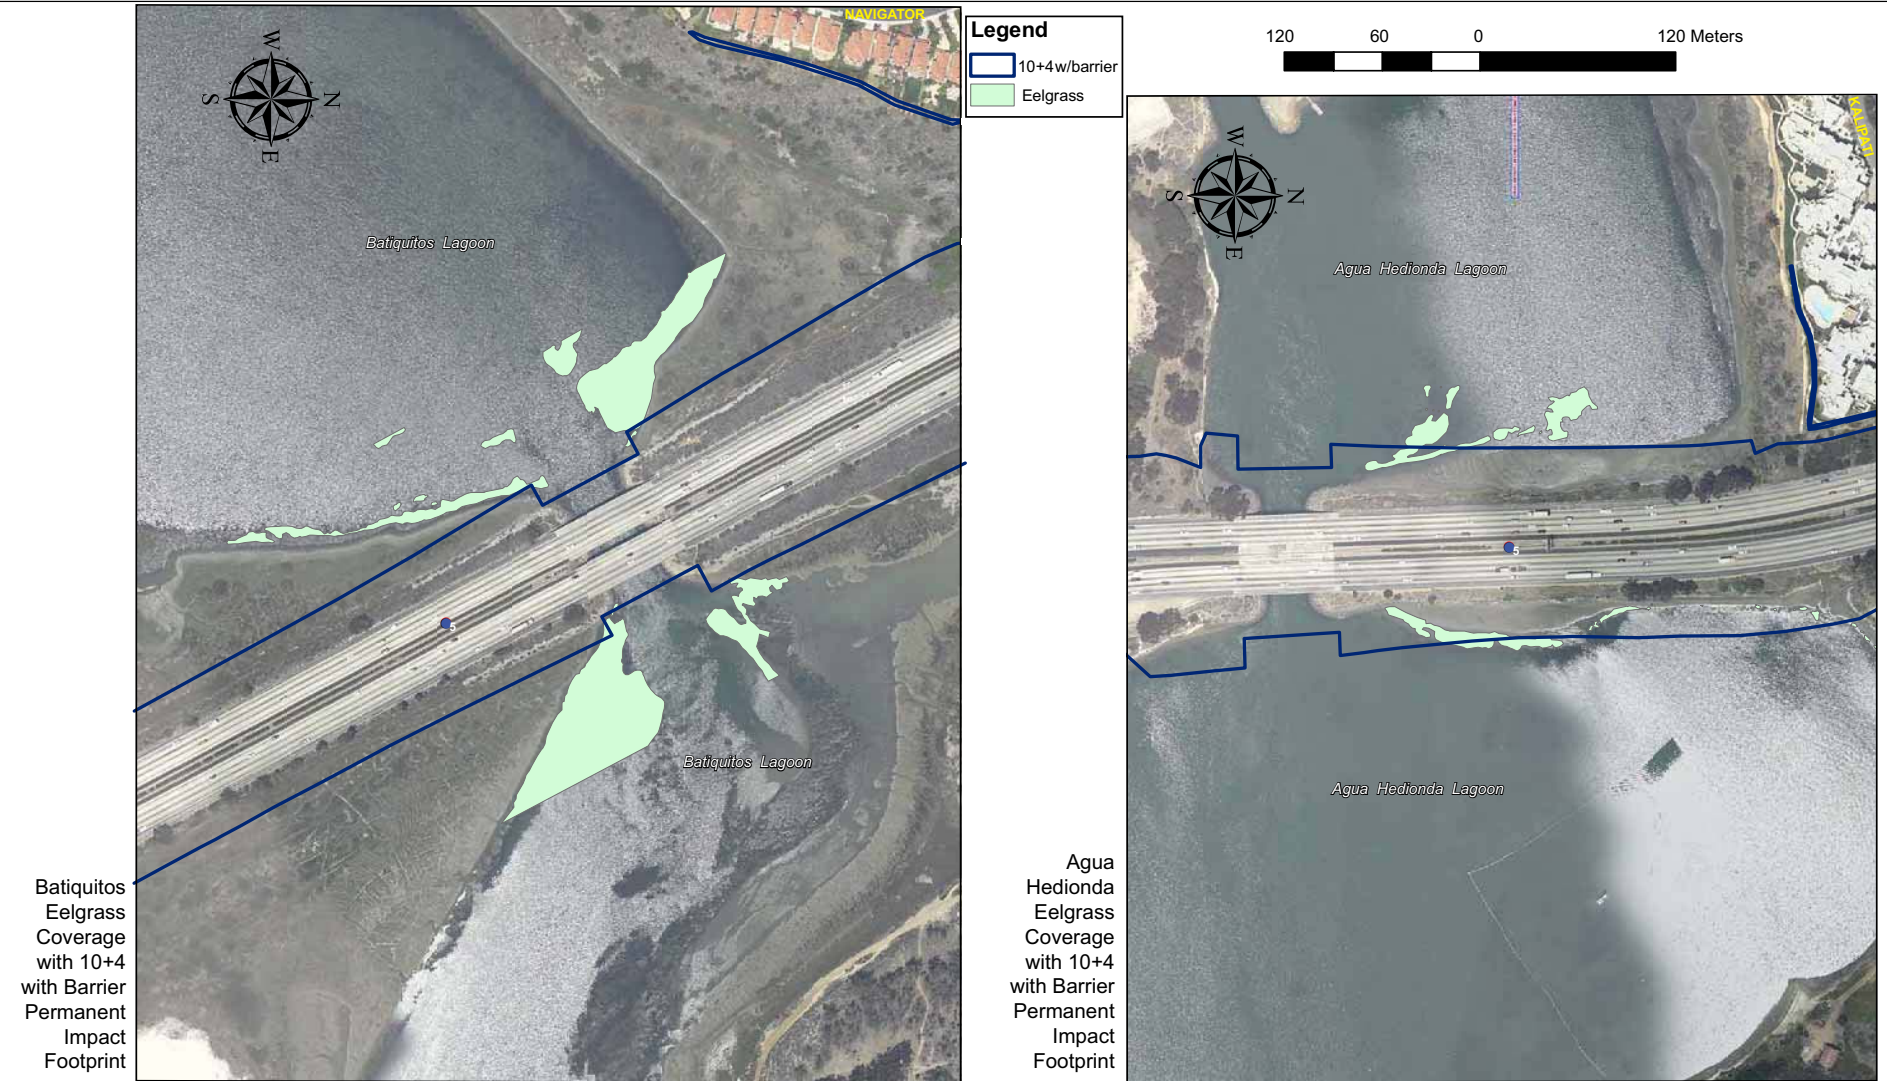 NAVIGATOR
W
S
N
E
Batiquitos Lagoon
5
Batiquitos Lagoon
Batiquitos
Eelgrass
Coverage
with 10+4
with Barrier
Permanent
Impact
Footprint
Legend
10+4w/barrier
Eelgrass
120 60 0 120 Meters
KALIPATI
W
S
N
E
Agua Hedionda Lagoon
5
Agua Hedionda Lagoon
Agua
Hedionda
Eelgrass
Coverage
with 10+4
with Barrier
Permanent
Impact
Footprint